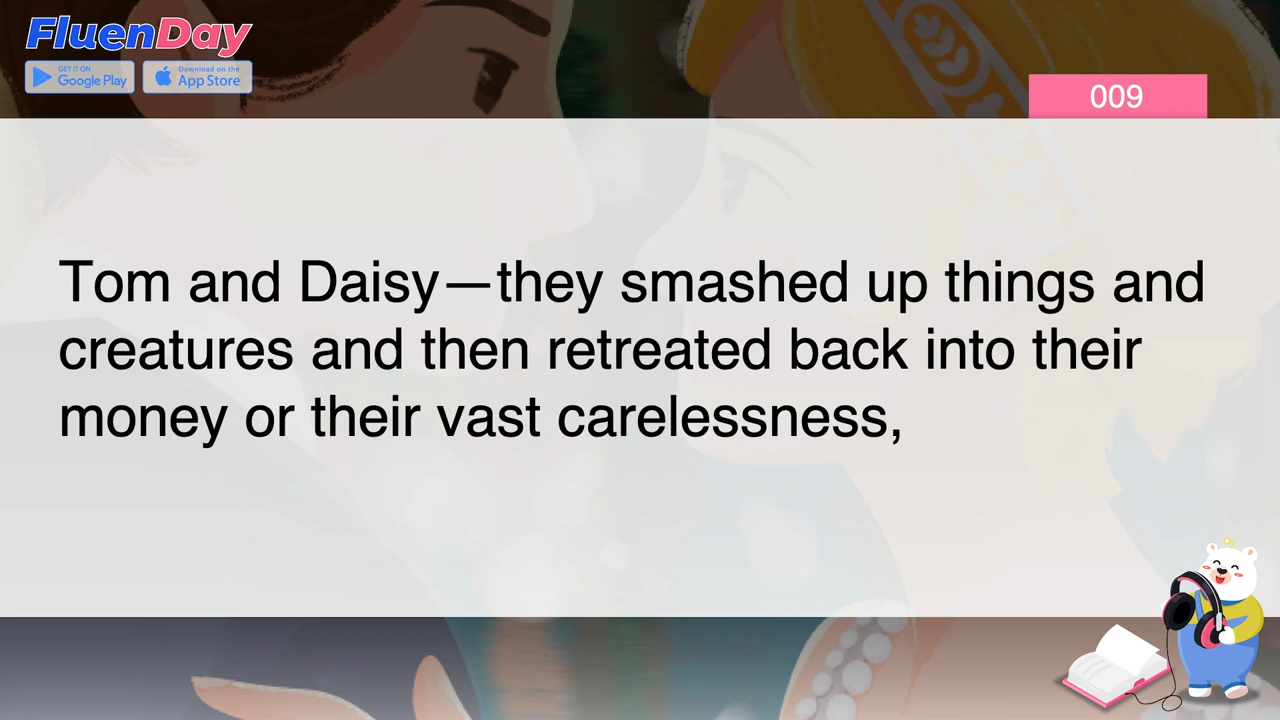 FluenDay
GET IT ON
Google Play
Download on the
App Store
009
Tom and Daisy—they smashed up things and
creatures and then retreated back into their
money or their vast carelessness,